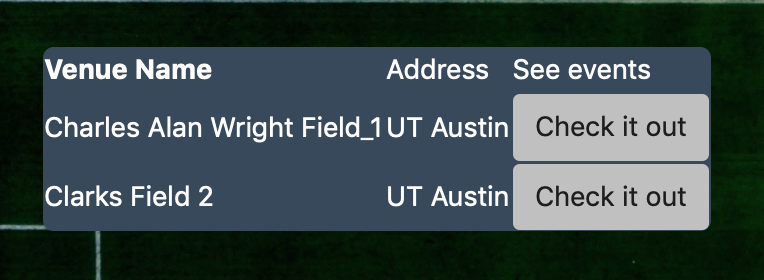 Venue Name Address See events
Charles Alan Wright Field_1 UT Austin Check it out
Clarks Field 2 UT Austin Check it out